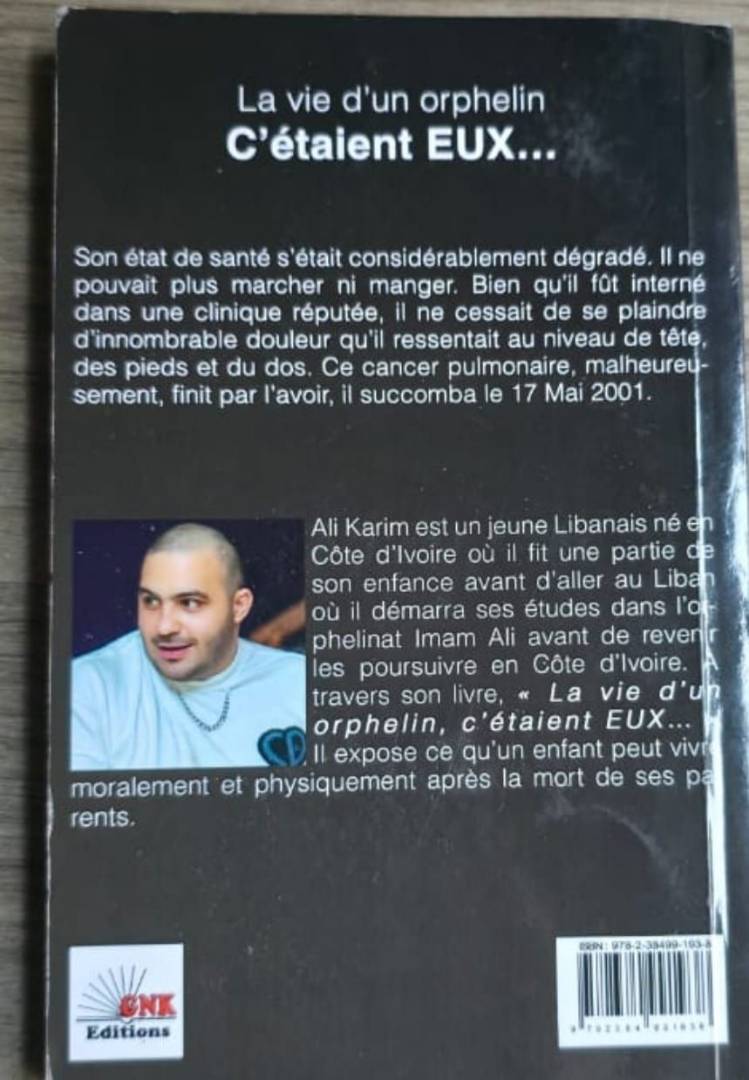 La vie d'un orphelin
C'étaient EUX...
Son état de santé s'était considérablement dégradé. Il ne
pouvait plus marcher ni manger. Bien qu'il fût interné
dans une clinique réputée, il ne cessait de se plaindre
d'innombrable douleur qu'il ressentait au niveau de tête,
des pieds et du dos. Ce cancer pulmonaire, malheureu-
sement, finit par l'avoir, il succomba le 17 Mai 2001.
Ali Karim est un jeune Libanais né en
Côte d'Ivoire où il fit une partie de
son enfance avant d'aller au Liban
où il démarra ses études dans l'or-
phelinat Imam Ali avant de revenir
les poursuivre en Côte d'Ivoire. A
travers son livre, « La vie d'un
orphelin, c'étaient EUX...
Il expose ce qu'un enfant peut vivre
moralement et physiquement après la mort de ses pa
rents.
GNK
Editions
ISBN : 978-2-38499-193-8